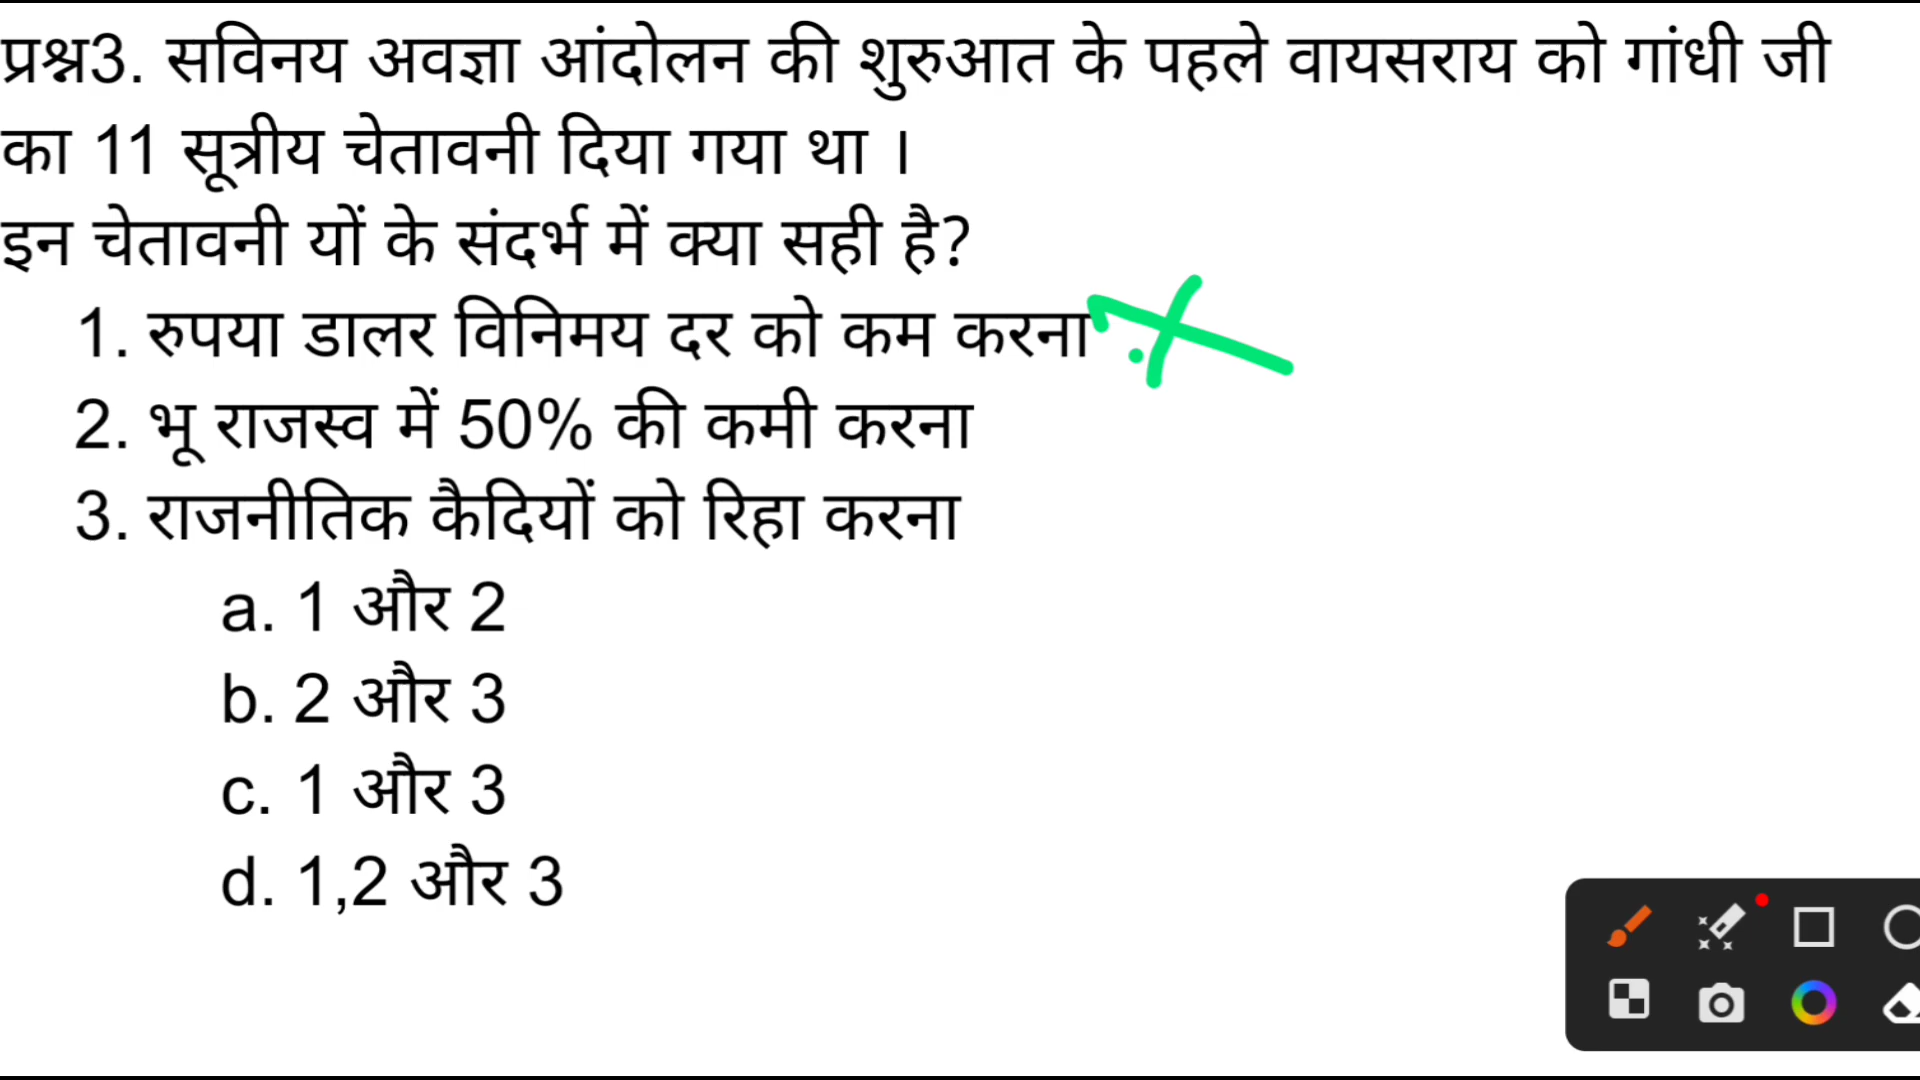 प्रश्न3. सविनय अवज्ञा आंदोलन की शुरुआत के पहले वायसराय को गांधी जी
का 11 सूत्रीय चेतावनी दिया गया था ।
इन चेतावनी यों के संदर्भ में क्या सही है?
1. रुपया डालर विनिमय दर को कम करना
2. भू राजस्व में 50% की कमी करना
3. राजनीतिक कैदियों को रिहा करना
a. 1 और 2
b. 2 और 3
c. 1 और 3
d. 1,2 और 3